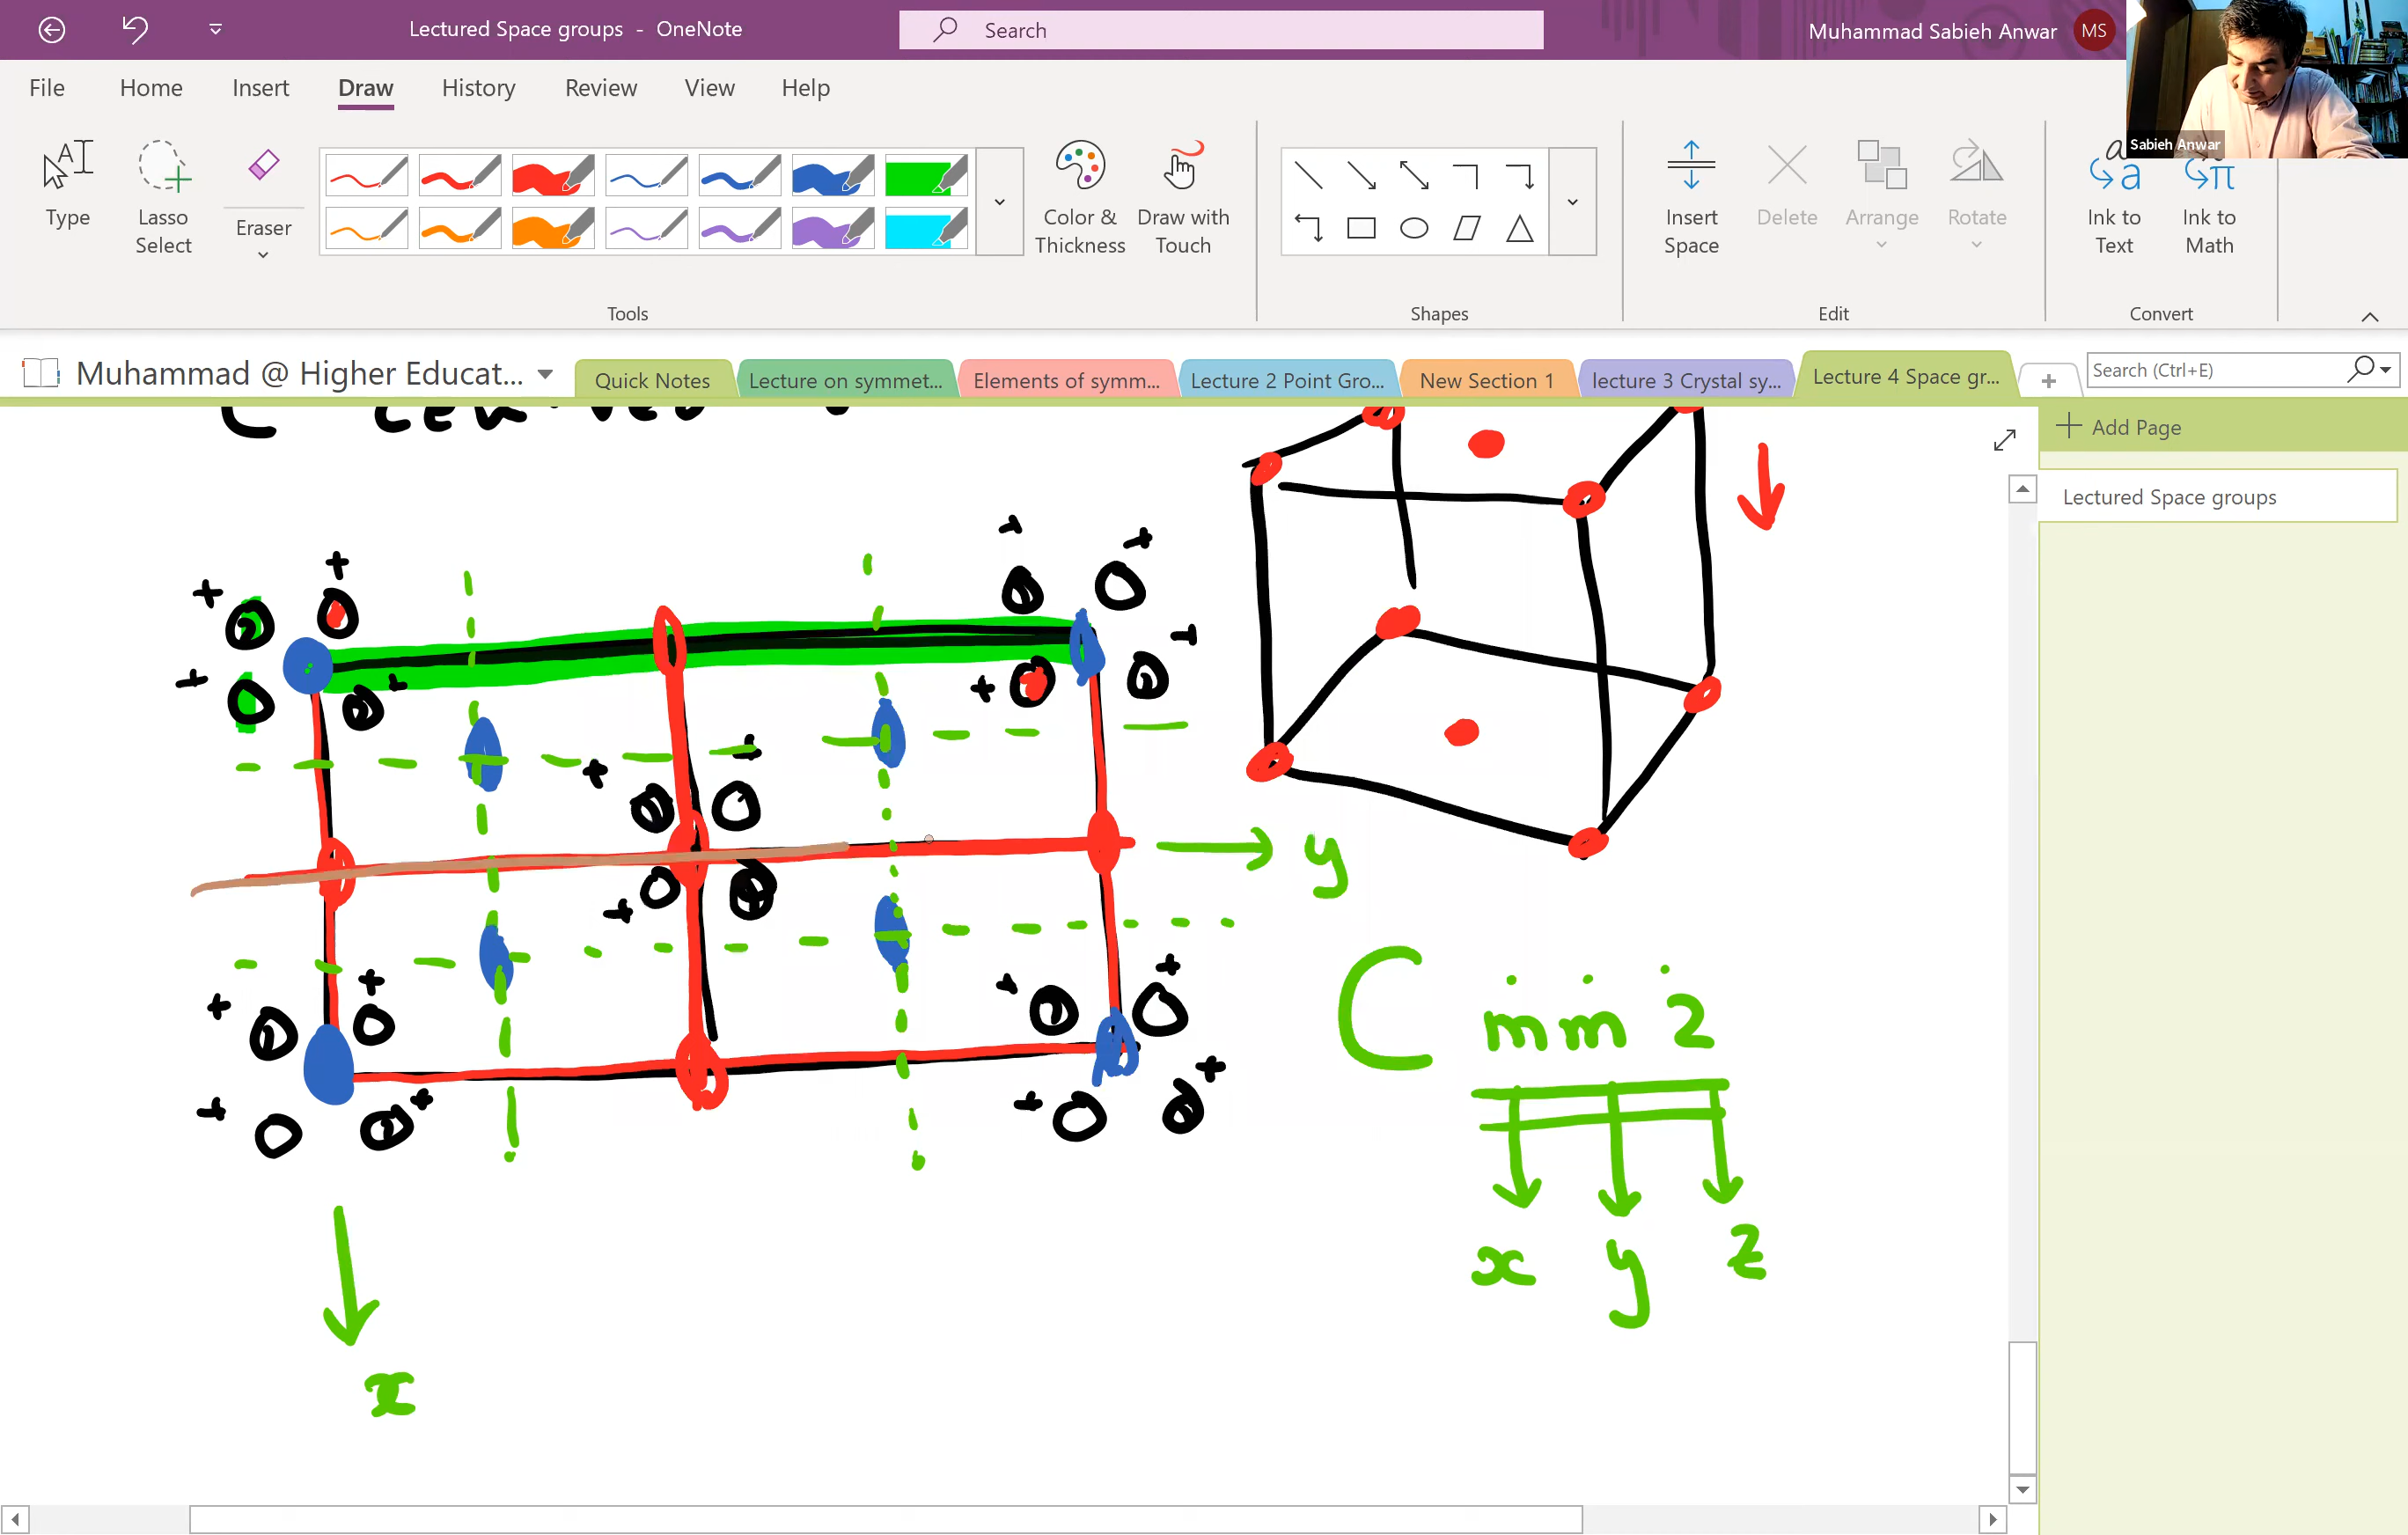 Lectured Space groups - OneNote
Search
Muhammad Sabieh Anwar MS
File Home Insert Draw History Review View Help
Sabieh Anwar
Type
Lasso Select
Eraser
Color & Thickness
Draw with Touch
Insert Space
Delete
Arrange
Rotate
Ink to Text
Ink to Math
Tools Shapes Edit Convert
Muhammad @ Higher Educat...
Quick Notes
Lecture on symmet...
Elements of symm...
Lecture 2 Point Gro...
New Section 1
lecture 3 Crystal sy...
Lecture 4 Space gr...
Search (Ctrl+E)
Add Page
Lectured Space groups
y
C m m 2
x y z
x